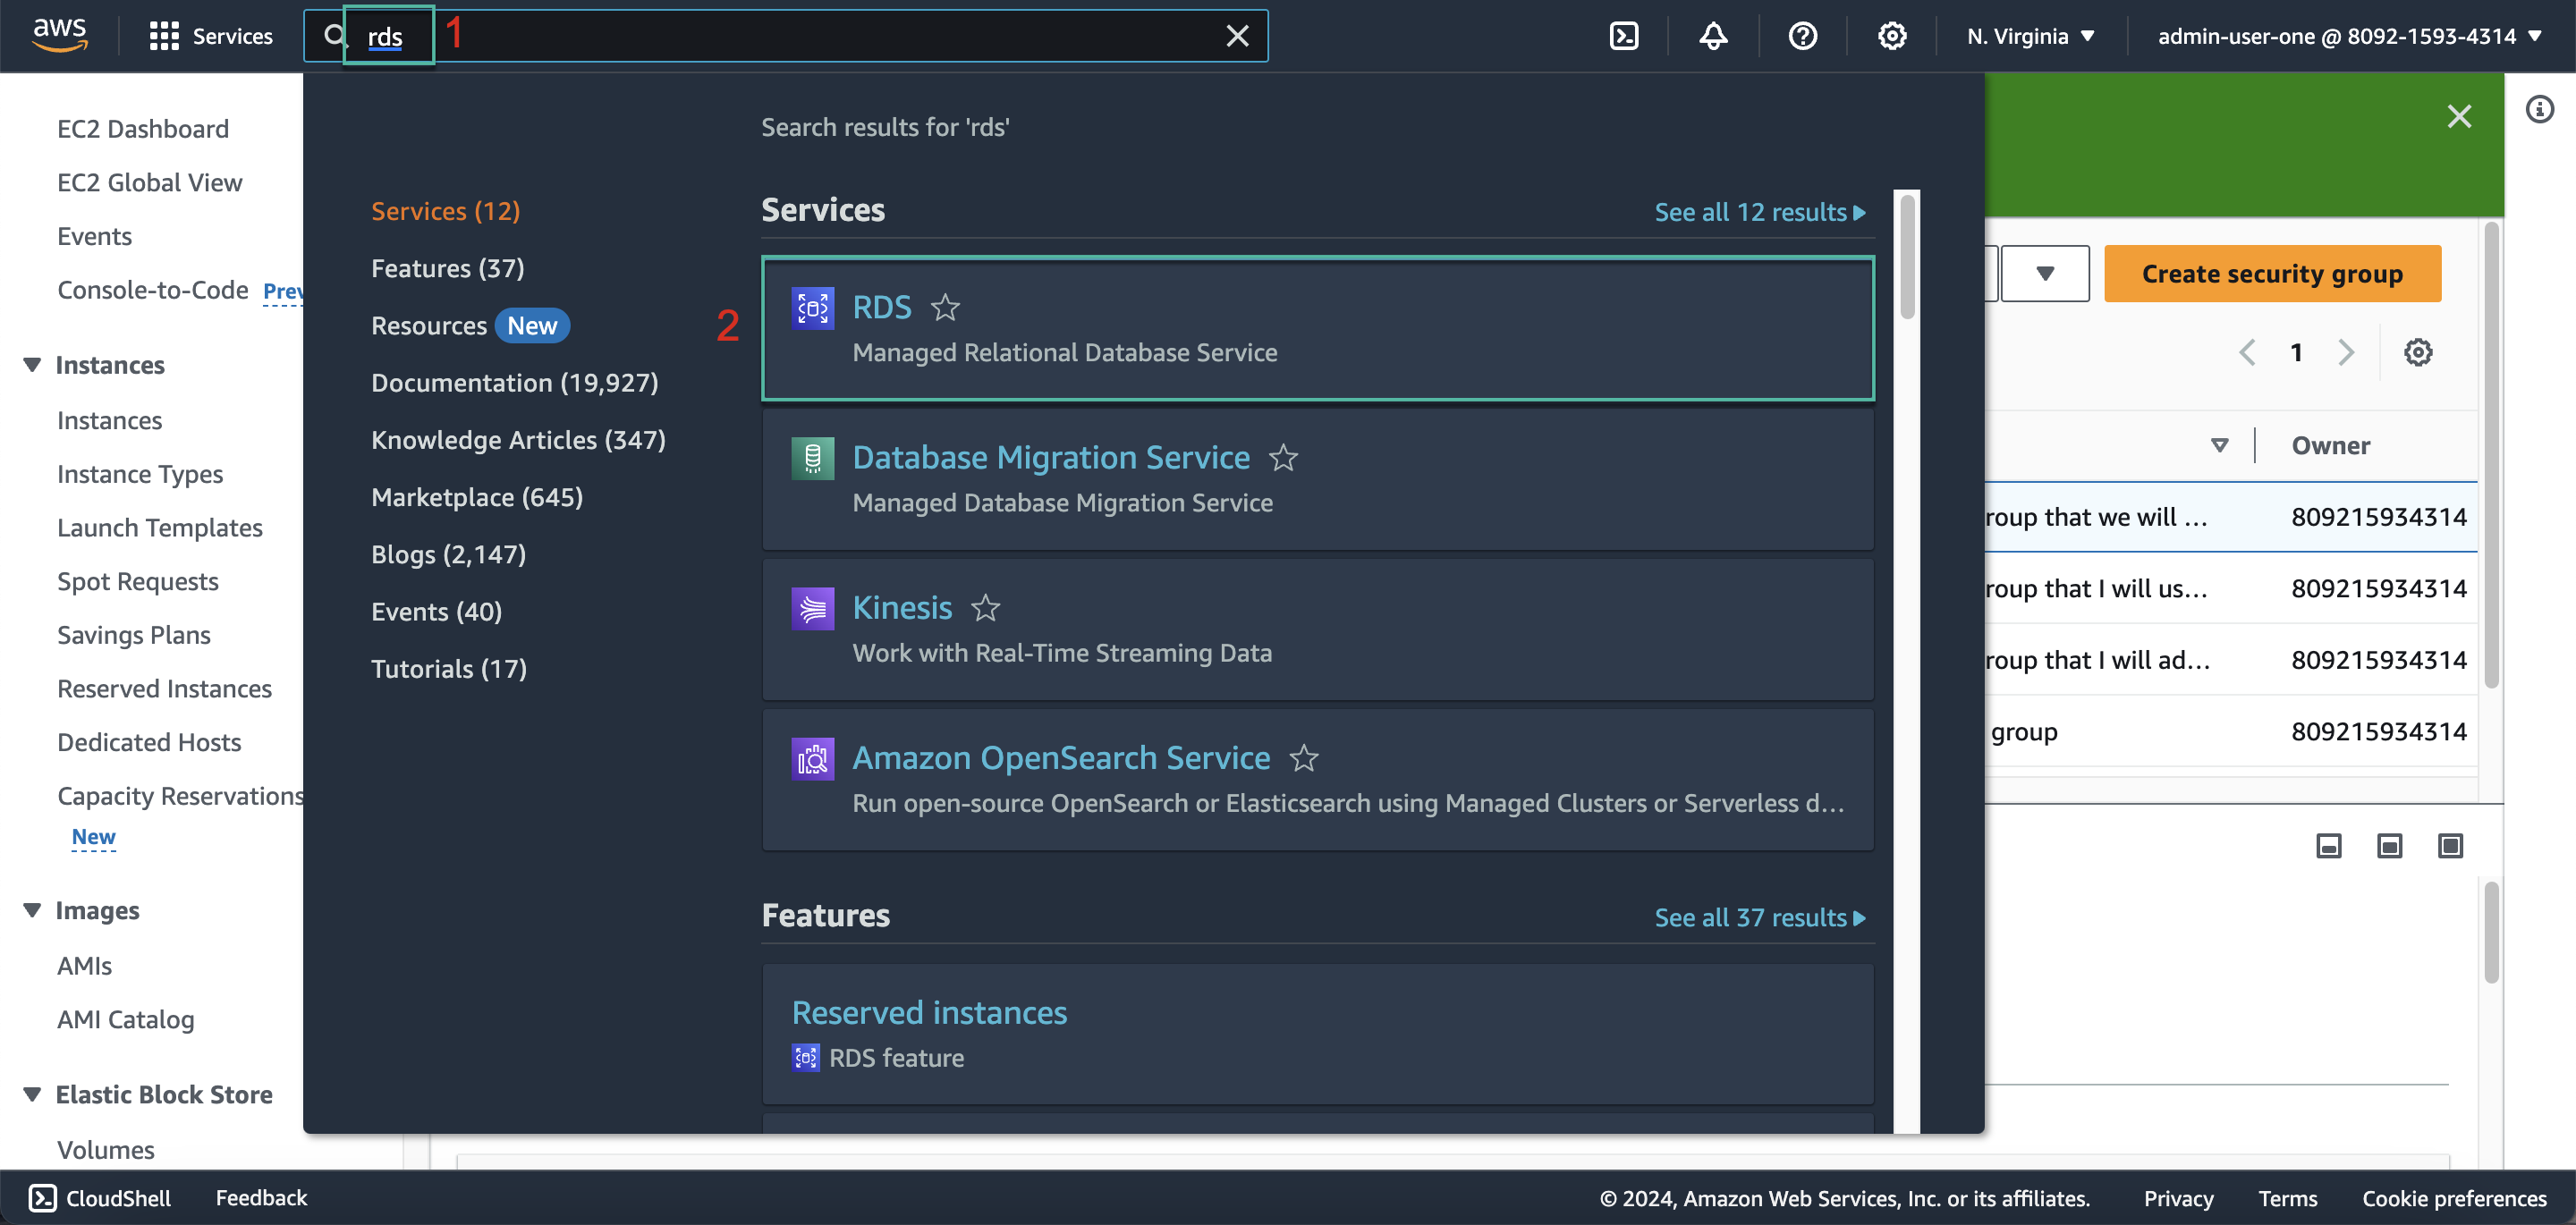 aws
Services
rds
1
N. Virginia
admin-user-one @ 8092-1593-4314
EC2 Dashboard
EC2 Global View
Events
Console-to-Code Prev
Instances
Instances
Instance Types
Launch Templates
Spot Requests
Savings Plans
Reserved Instances
Dedicated Hosts
Capacity Reservations
New
Images
AMIs
AMI Catalog
Elastic Block Store
Volumes
Search results for 'rds'
Services (12)
Features (37)
Resources New
Documentation (19,927)
Knowledge Articles (347)
Marketplace (645)
Blogs (2,147)
Events (40)
Tutorials (17)
Services
See all 12 results
2
RDS
Managed Relational Database Service
Database Migration Service
Managed Database Migration Service
Kinesis
Work with Real-Time Streaming Data
Amazon OpenSearch Service
Run open-source OpenSearch or Elasticsearch using Managed Clusters or Serverless d...
Features
See all 37 results
Reserved instances
RDS feature
Create security group
1
Owner
roup that we will ... 809215934314
roup that I will us... 809215934314
roup that I will ad... 809215934314
group 809215934314
CloudShell
Feedback
© 2024, Amazon Web Services, Inc. or its affiliates.
Privacy
Terms
Cookie preferences